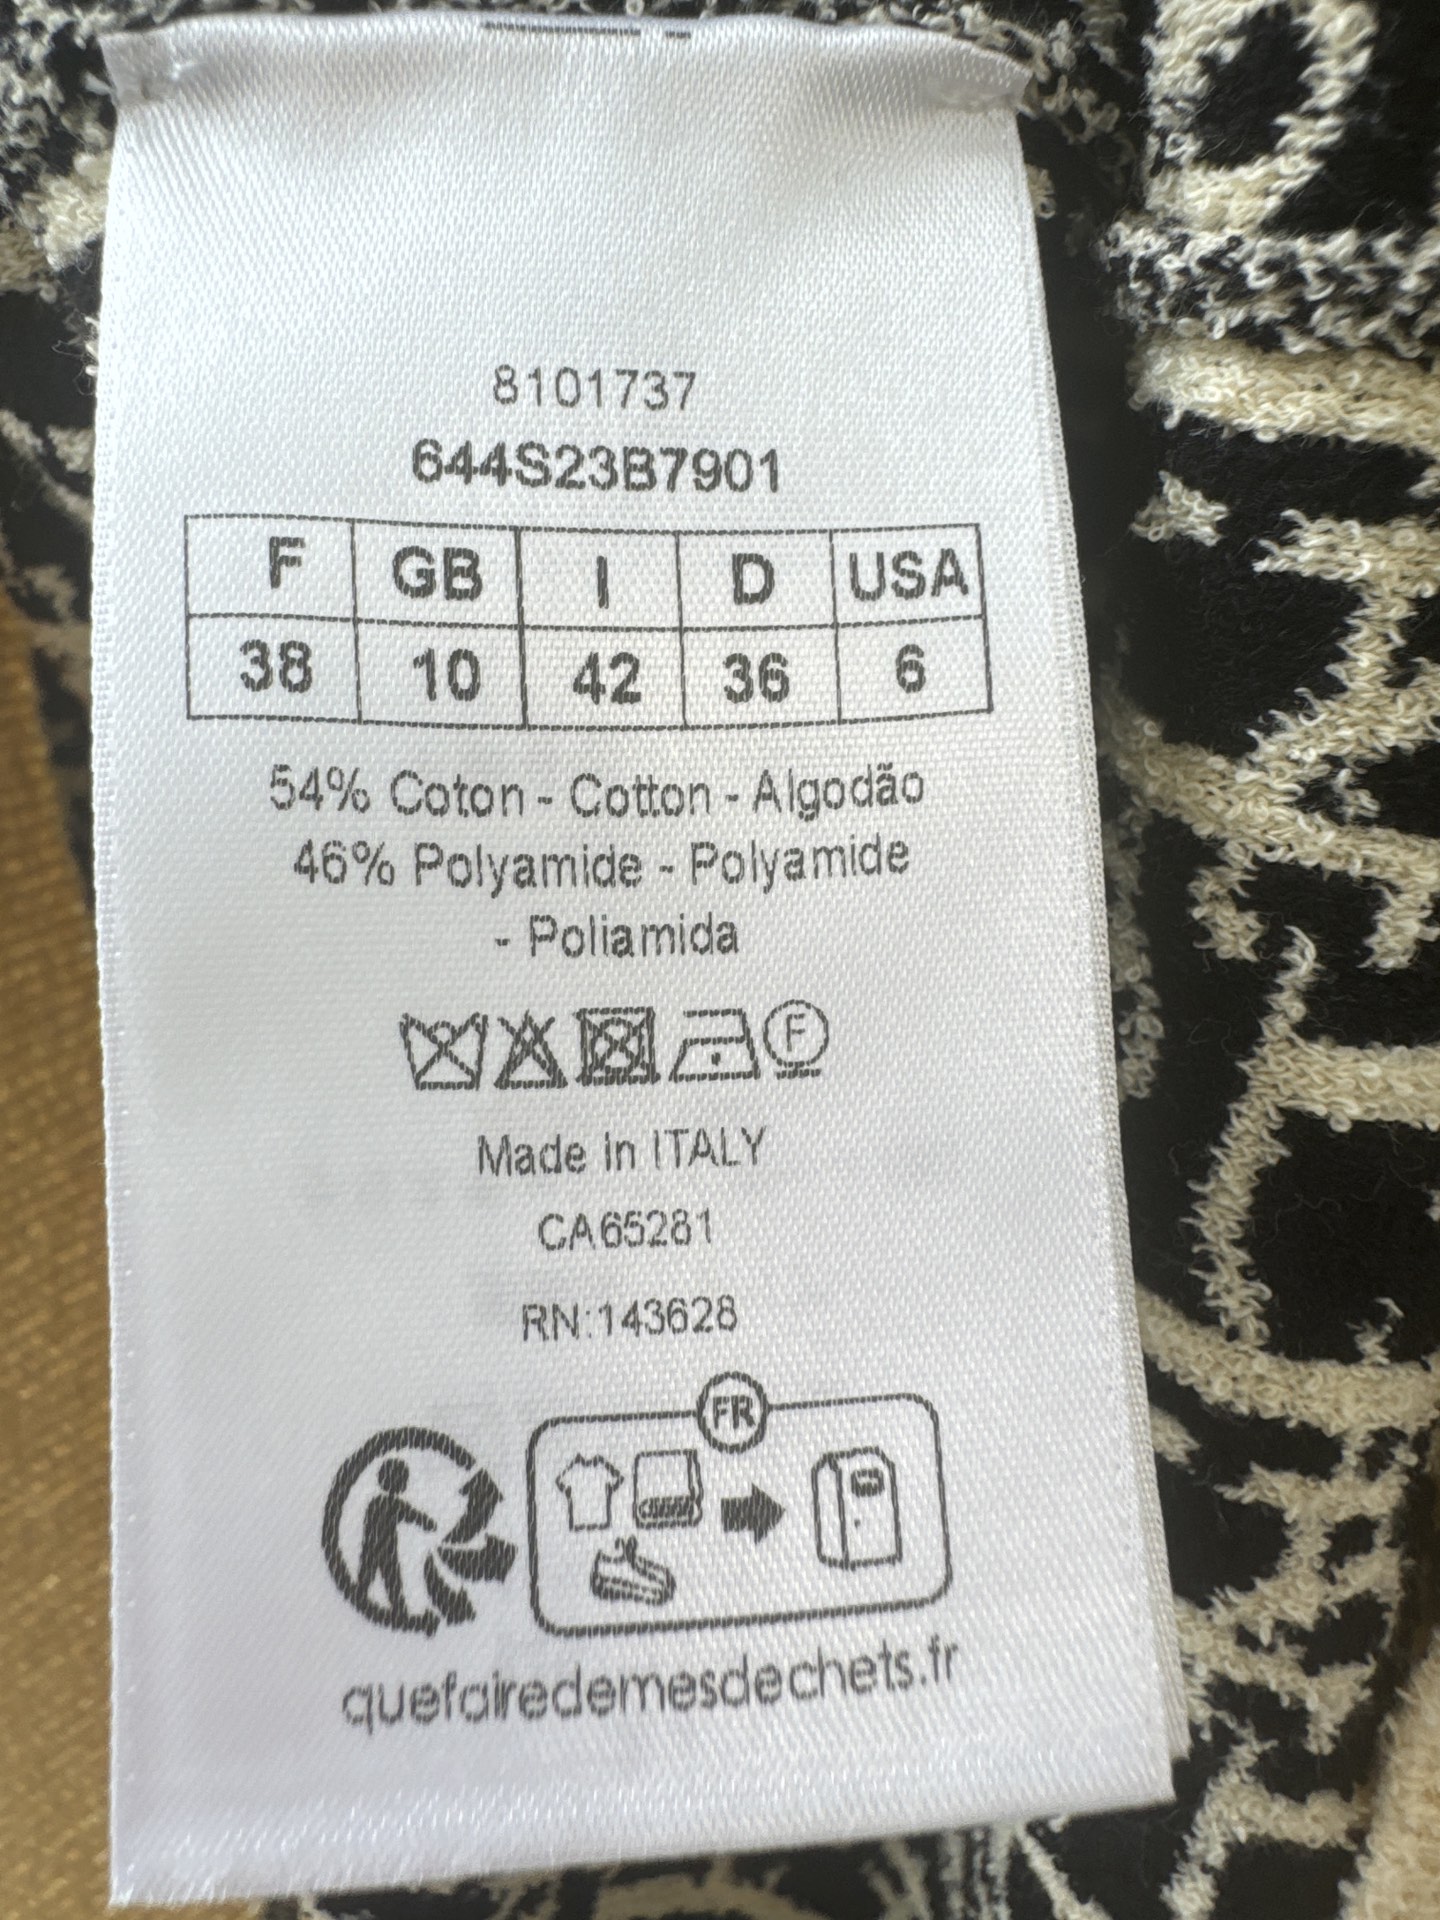 8101737
644S23B7901
F GB I D USA
38 10 42 36 6
54% Coton - Cotton - Algodão
46% Polyamide - Polyamide
- Poliamida
F
Made in ITALY
CA65281
RN:143628
FR
quefairedemesdechets.fr